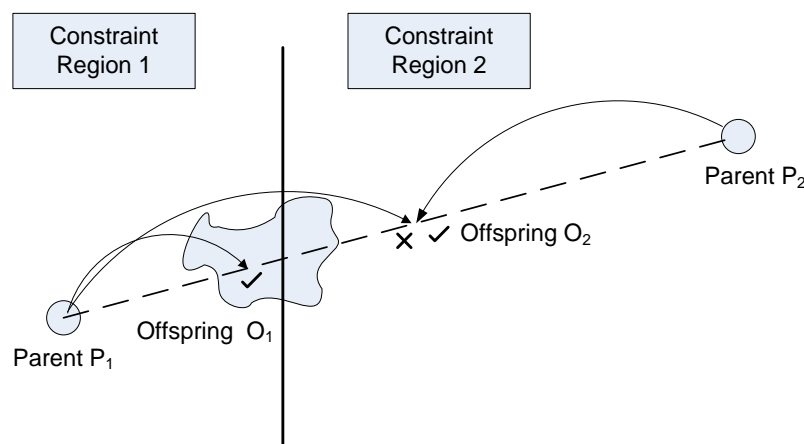 Constraint
Region 1
Constraint
Region 2
Parent P₂
Offspring O₂
Offspring O₁
Parent P₁